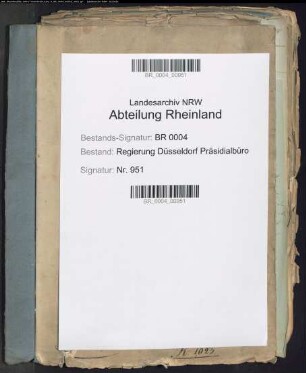 BR_0004_00951
Landesarchiv NRW
Abteilung Rheinland
Bestands-Signatur: BR 0004
Bestand: Regierung Düsseldorf Präsidialbüro
Signatur: Nr. 951
BR_0004_00951